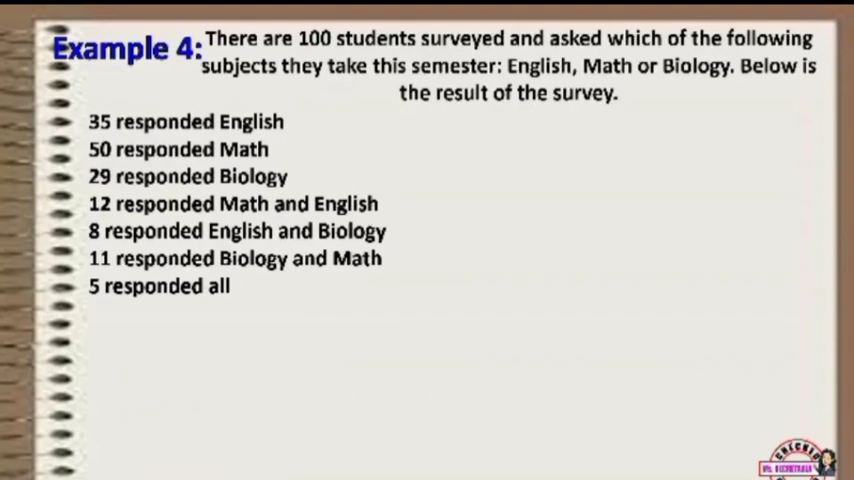 Example 4: There are 100 students surveyed and asked which of the following
subjects they take this semester: English, Math or Biology. Below is
the result of the survey.
35 responded English
50 responded Math
29 responded Biology
12 responded Math and English
8 responded English and Biology
11 responded Biology and Math
5 responded all
CHECKED